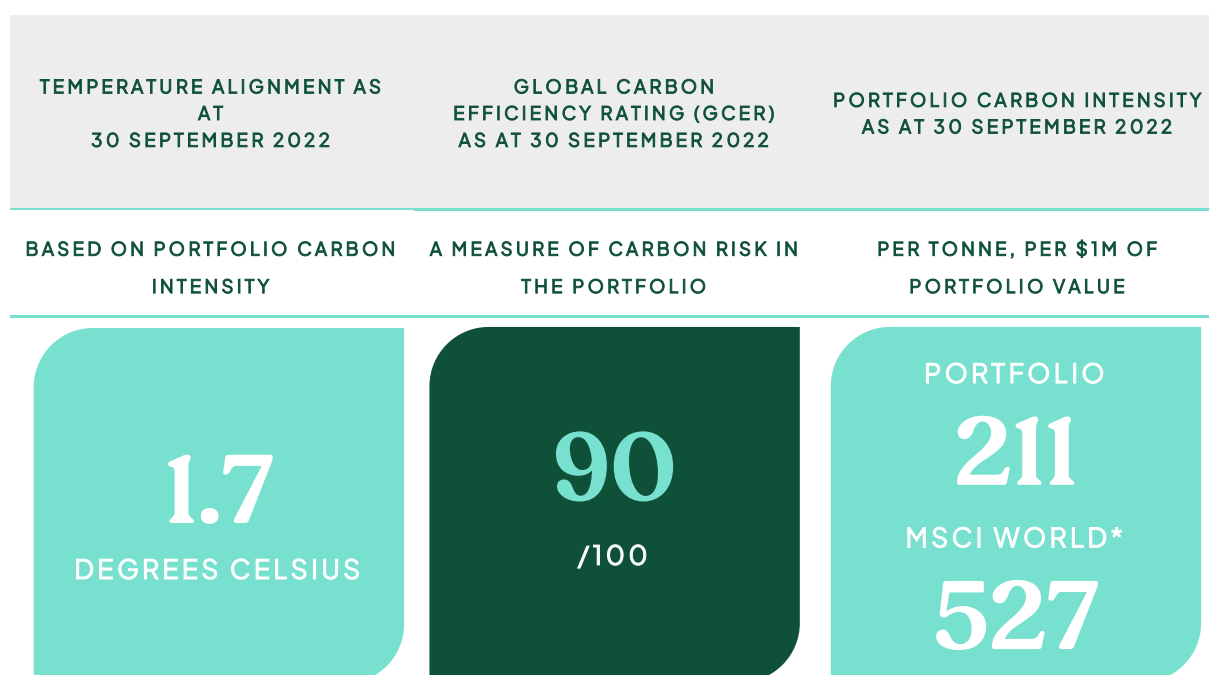 TEMPERATURE ALIGNMENT AS
AT
30 SEPTEMBER 2022
GLOBAL CARBON
EFFICIENCY RATING (GCER)
AS AT 30 SEPTEMBER 2022
PORTFOLIO CARBON INTENSITY
AS AT 30 SEPTEMBER 2022
BASED ON PORTFOLIO CARBON
INTENSITY
A MEASURE OF CARBON RISK IN
THE PORTFOLIO
PER TONNE, PER $1M OF
PORTFOLIO VALUE
1.7
DEGREES CELSIUS
90
/100
PORTFOLIO
211
MSCI WORLD*
527